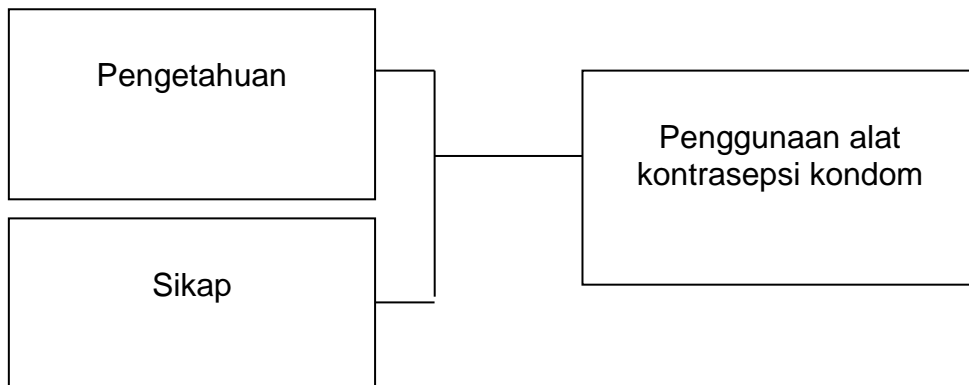 Pengetahuan
Penggunaan alat
kontrasepsi kondom
Sikap